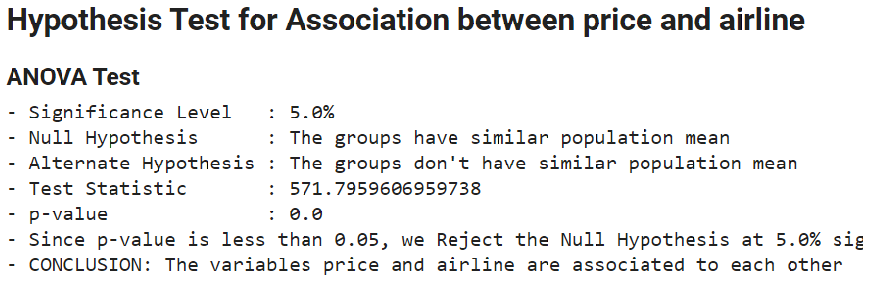 Hypothesis Test for Association between price and airline
ANOVA Test
- Significance Level   : 5.0%
- Null Hypothesis      : The groups have similar population mean
- Alternate Hypothesis : The groups don't have similar population mean
- Test Statistic       : 571.7959606959738
- p-value              : 0.0
- Since p-value is less than 0.05, we Reject the Null Hypothesis at 5.0% sig
- CONCLUSION: The variables price and airline are associated to each other